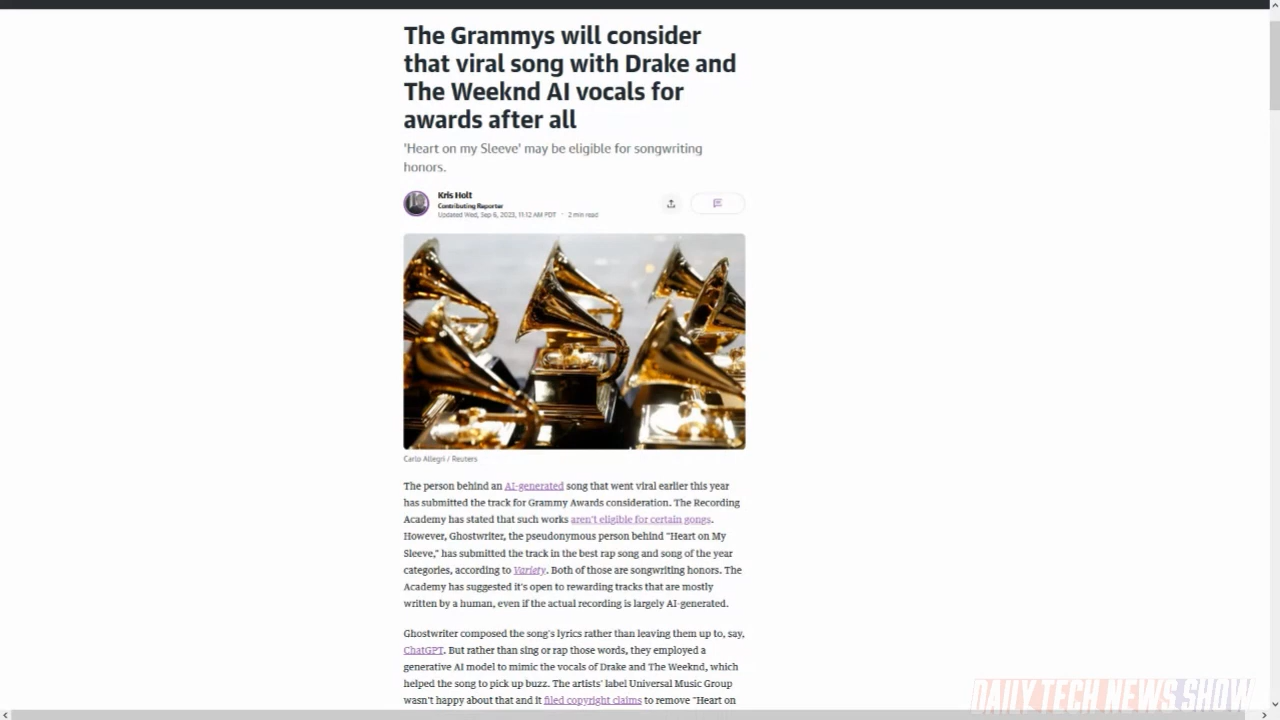 The Grammys will consider
that viral song with Drake and
The Weeknd AI vocals for
awards after all
'Heart on my Sleeve' may be eligible for songwriting
honors.
Kris Holt
Contributing Reporter
Updated Wed, Sep 6, 2023, 11:12 AM PDT · 2 min read
Carlo Allegri / Reuters
The person behind an AI-generated song that went viral earlier this year
has submitted the track for Grammy Awards consideration. The Recording
Academy has stated that such works aren't eligible for certain gongs.
However, Ghostwriter, the pseudonymous person behind "Heart on My
Sleeve," has submitted the track in the best rap song and song of the year
categories, according to Variety. Both of those are songwriting honors. The
Academy has suggested it's open to rewarding tracks that are mostly
written by a human, even if the actual recording is largely AI-generated.
Ghostwriter composed the song's lyrics rather than leaving them up to, say,
ChatGPT. But rather than sing or rap those words, they employed a
generative AI model to mimic the vocals of Drake and The Weeknd, which
helped the song to pick up buzz. The artists' label Universal Music Group
wasn't happy about that and it filed copyright claims to remove "Heart on
DAILY TECH NEWS SHOW